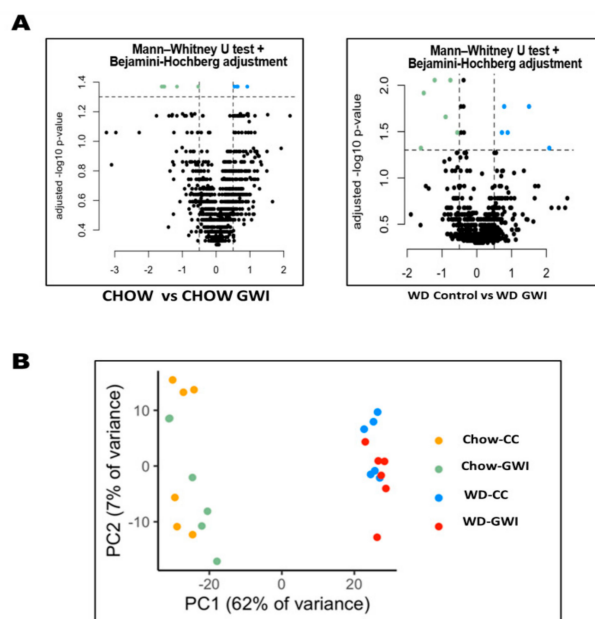 A
Mann–Whitney U test +
Bejamini-Hochberg adjustment
adjusted -log10 p-value
1.4
1.2
1.0
0.8
0.6
0.4
-3 -2 -1 0 1 2
CHOW vs CHOW GWI
Mann–Whitney U test +
Bejamini-Hochberg adjustment
adjusted -log10 p-value
2.0
1.5
1.0
0.5
-2 -1 0 1 2
WD Control vs WD GWI
B
PC2 (7% of variance)
10
0
-10
-20 0 20
PC1 (62% of variance)
Chow-CC
Chow-GWI
WD-CC
WD-GWI